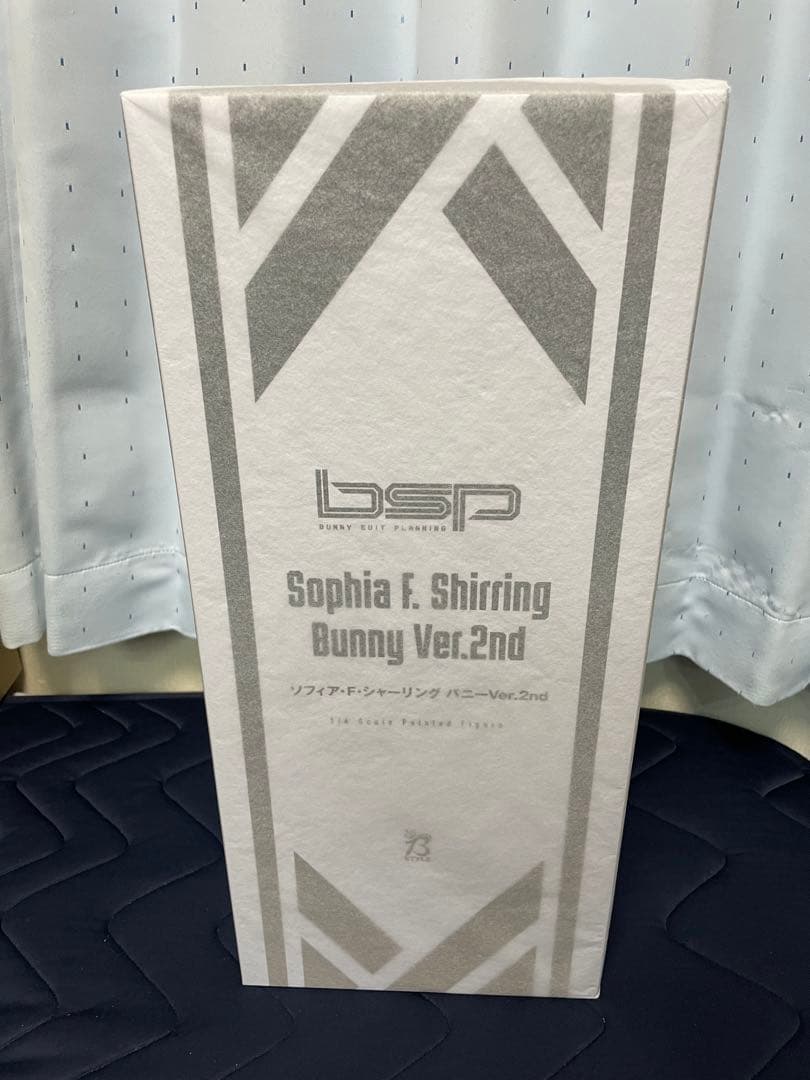 bsp
BUNNY SUIT PLANNING
Sophia F. Shirring
Bunny Ver.2nd
ソフィア・F・シャーリング バニーVer.2nd
1/4 Scale Painted Figure
B
STYLE